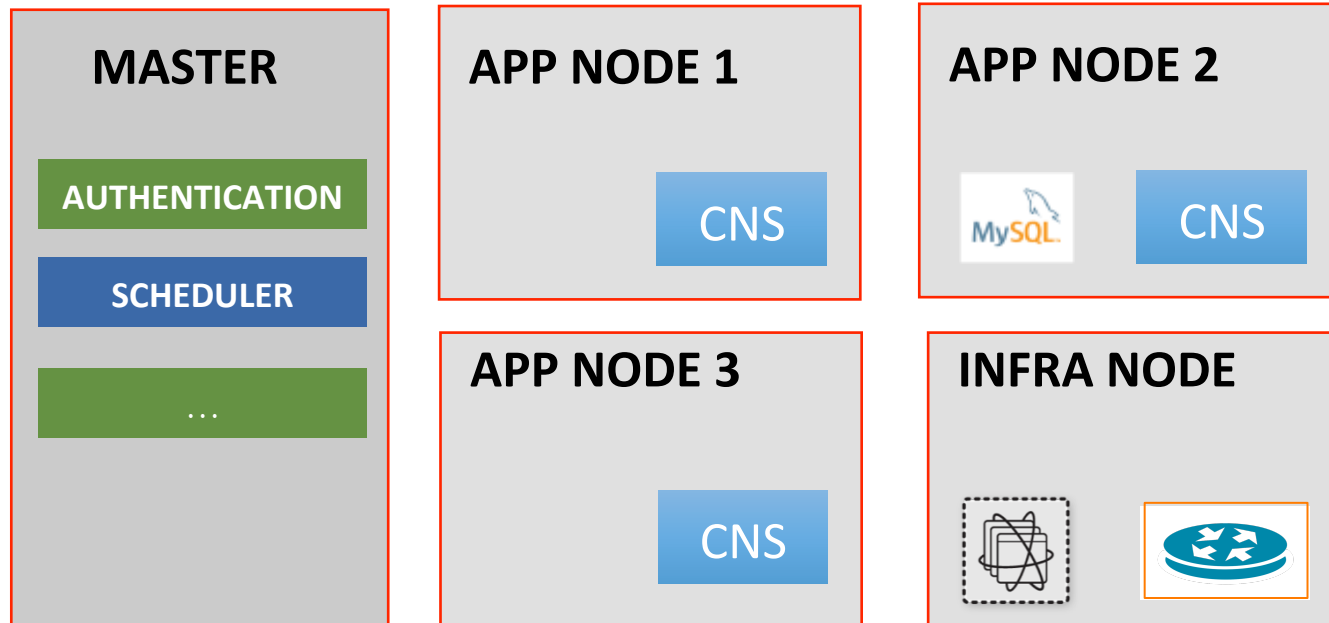 MASTER
AUTHENTICATION
SCHEDULER
...
APP NODE 1
CNS
APP NODE 2
MySQL
CNS
APP NODE 3
CNS
INFRA NODE